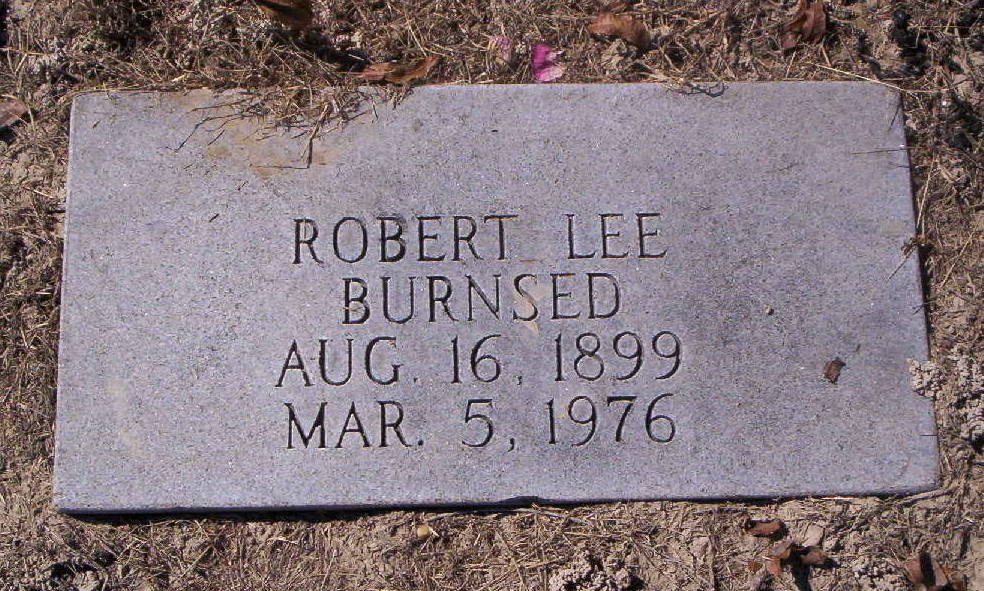 ROBERT LEE
BURNSED
AUG. 16, 1899
MAR. 5, 1976